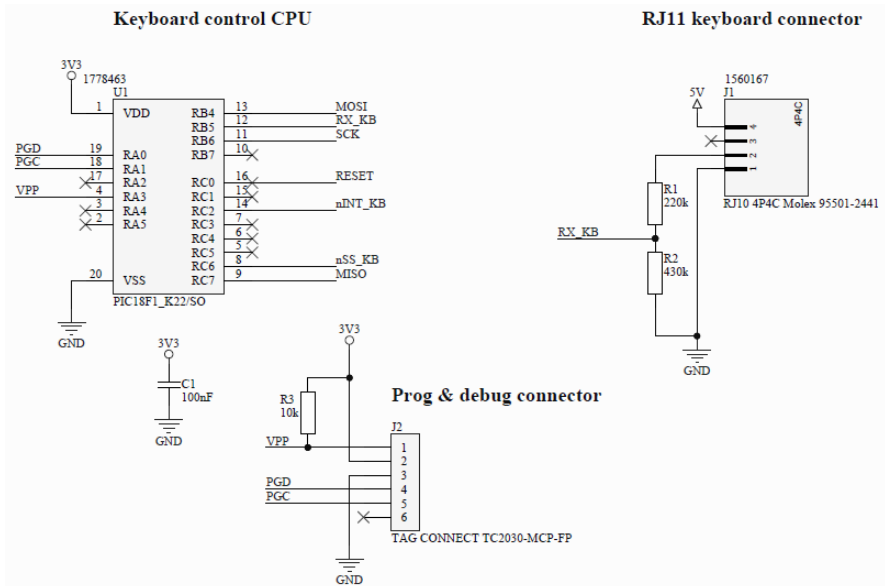 Keyboard control CPU
RJ11 keyboard connector
3V3
1778463
U1
1 VDD
RB4 13 MOSI
RB5 12 RX_KB
RB6 11 SCK
RB7 10
PGD 19 RA0
PGC 18 RA1
17 RA2
VPP 4 RA3
3 RA4
2 RA5
RC0 16 RESET
RC1 15
RC2 14 nINT_KB
RC3 7
RC4 6
RC5 5
RC6 8 nSS_KB
RC7 9 MISO
20 VSS
PIC18F1_K22/SO
GND
3V3
C1
100nF
GND
1560167
J1
5V
4P4C
4
3
2
1
RJ10 4P4C Molex 95501-2441
R1
220k
RX_KB
R2
430k
GND
3V3
Prog & debug connector
R3
10k
J2
VPP
1
2
3
PGD 4
PGC 5
6
TAG CONNECT TC2030-MCP-FP
GND